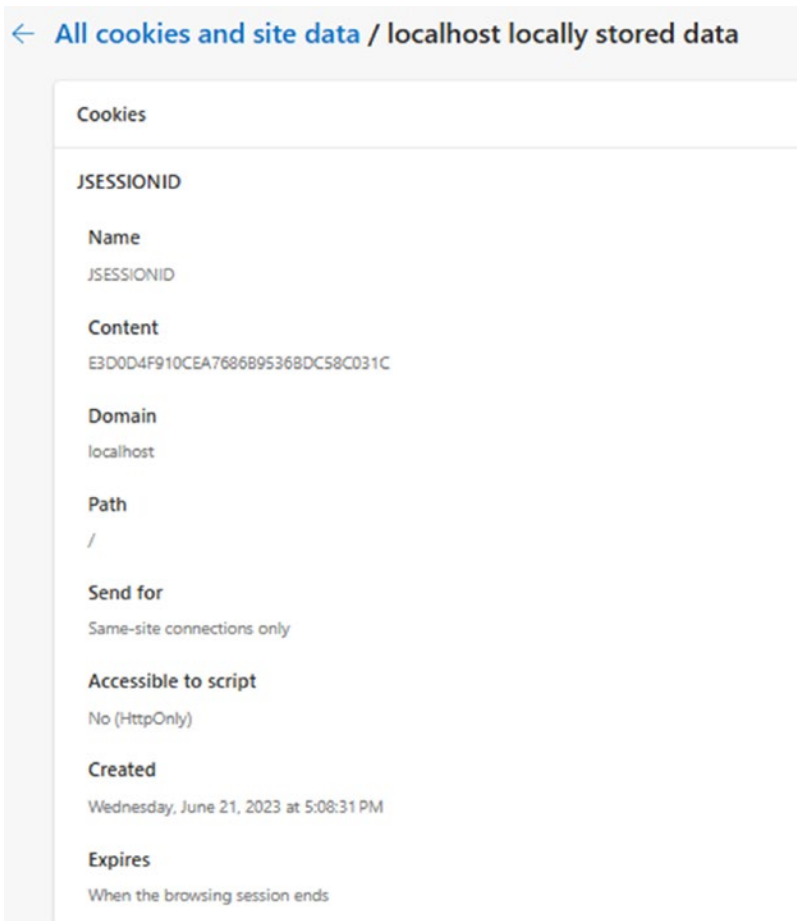 ← All cookies and site data / localhost locally stored data
Cookies
JSESSIONID
Name
JSESSIONID
Content
E3D0D4F910CEA7686B9536BDC58C031C
Domain
localhost
Path
/
Send for
Same-site connections only
Accessible to script
No (HttpOnly)
Created
Wednesday, June 21, 2023 at 5:08:31 PM
Expires
When the browsing session ends